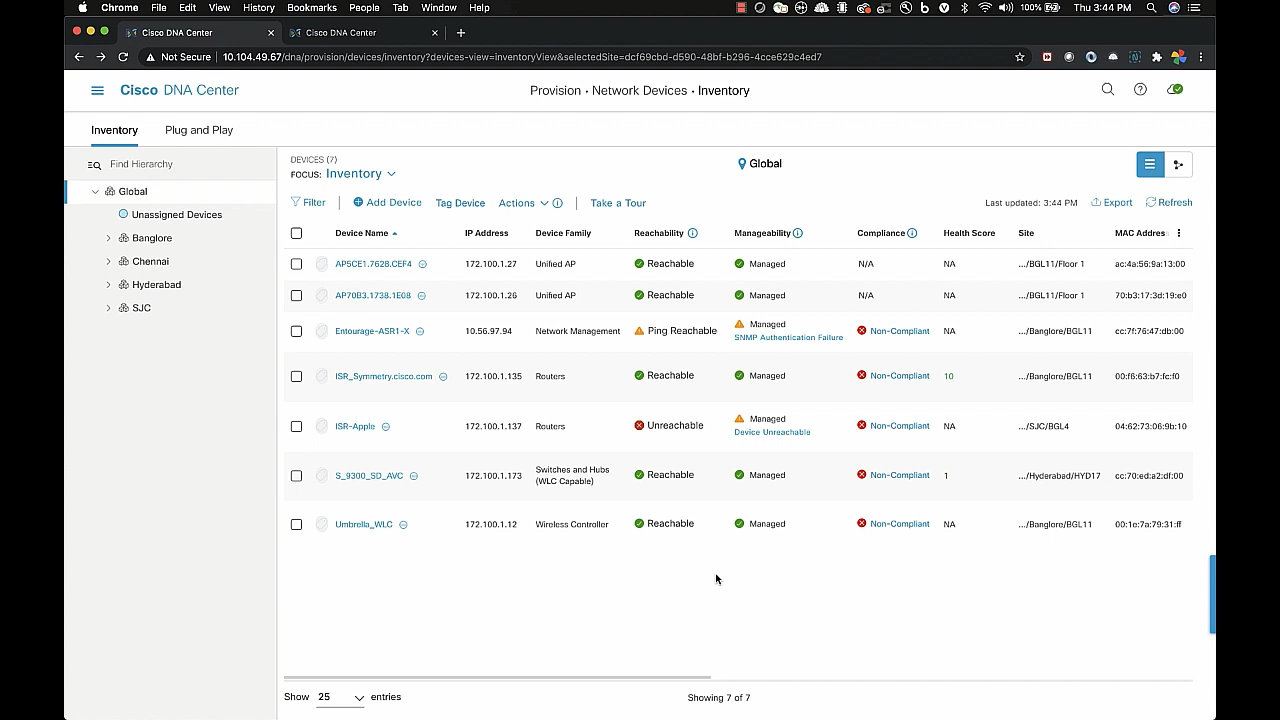 Chrome File Edit View History Bookmarks People Tab Window Help 100% Thu 3:44 PM
Cisco DNA Center Cisco DNA Center
Not Secure 10.104.49.67/dna/provision/devices/inventory?devices-view=inventoryView&selectedSite=dcf69cbd-d590-48bf-b296-4cce629c4ed7
Cisco DNA Center Provision • Network Devices • Inventory
Inventory Plug and Play
Find Hierarchy
Global
Unassigned Devices
Banglore
Chennai
Hyderabad
SJC
DEVICES (7)
FOCUS: Inventory
Global
Filter Add Device Tag Device Actions Take a Tour Last updated: 3:44 PM Export Refresh
Device Name IP Address Device Family Reachability Manageability Compliance Health Score Site MAC Addres
AP5CE1.7628.CEF4 172.100.1.27 Unified AP Reachable Managed N/A NA .../BGL11/Floor 1 ac:4a:56:9a:13:00
AP70B3.1738.1E08 172.100.1.26 Unified AP Reachable Managed N/A NA .../BGL11/Floor 1 70:b3:17:3d:19:e0
Entourage-ASR1-X 10.56.97.94 Network Management Ping Reachable Managed Non-Compliant NA .../Banglore/BGL11 cc:7f:76:47:db:00
SNMP Authentication Failure
ISR_Symmetry.cisco.com 172.100.1.135 Routers Reachable Managed Non-Compliant 10 .../Banglore/BGL11 00:f6:63:b7:fc:f0
ISR-Apple 172.100.1.137 Routers Unreachable Managed Non-Compliant NA .../SJC/BGL4 04:62:73:06:9b:10
Device Unreachable
S_9300_SD_AVC 172.100.1.173 Switches and Hubs Reachable Managed Non-Compliant 1 .../Hyderabad/HYD17 cc:70:ed:a2:df:00
(WLC Capable)
Umbrella_WLC 172.100.1.12 Wireless Controller Reachable Managed Non-Compliant NA .../Banglore/BGL11 00:1e:7a:79:31:ff
Show 25 entries Showing 7 of 7